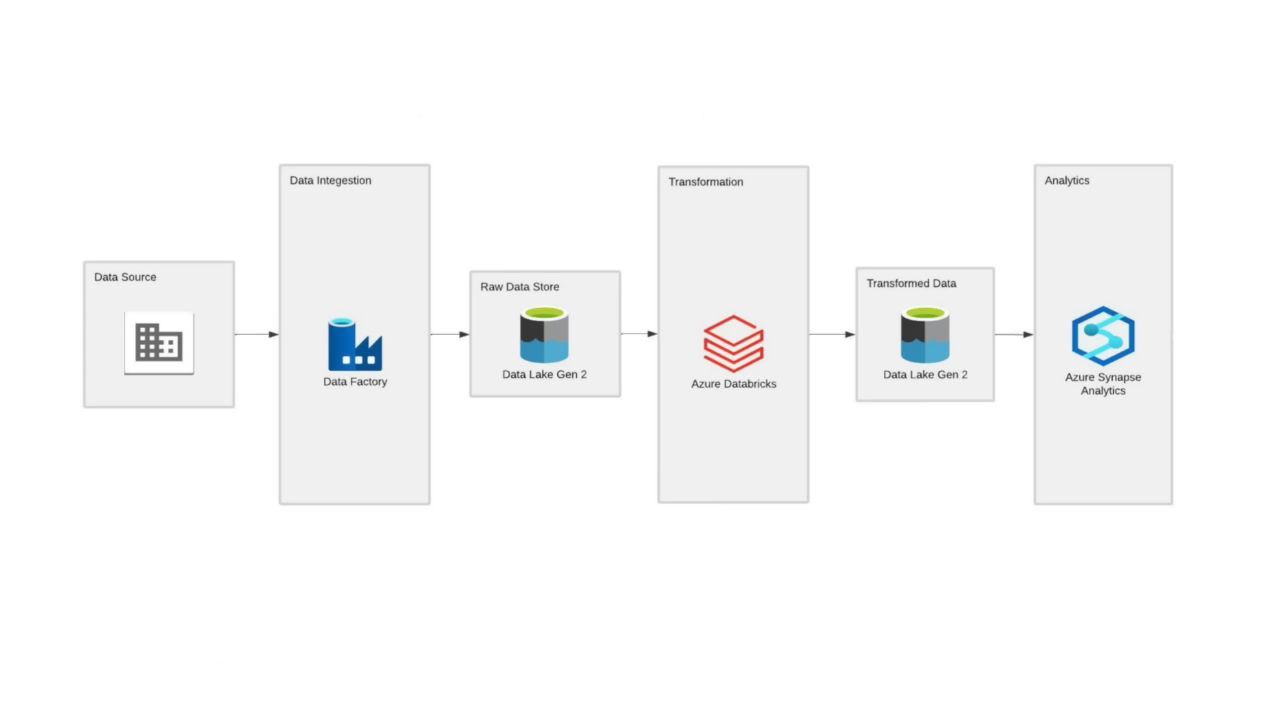 Data Source
Data Integestion
Data Factory
Raw Data Store
Data Lake Gen 2
Transformation
Azure Databricks
Transformed Data
Data Lake Gen 2
Analytics
Azure Synapse
Analytics